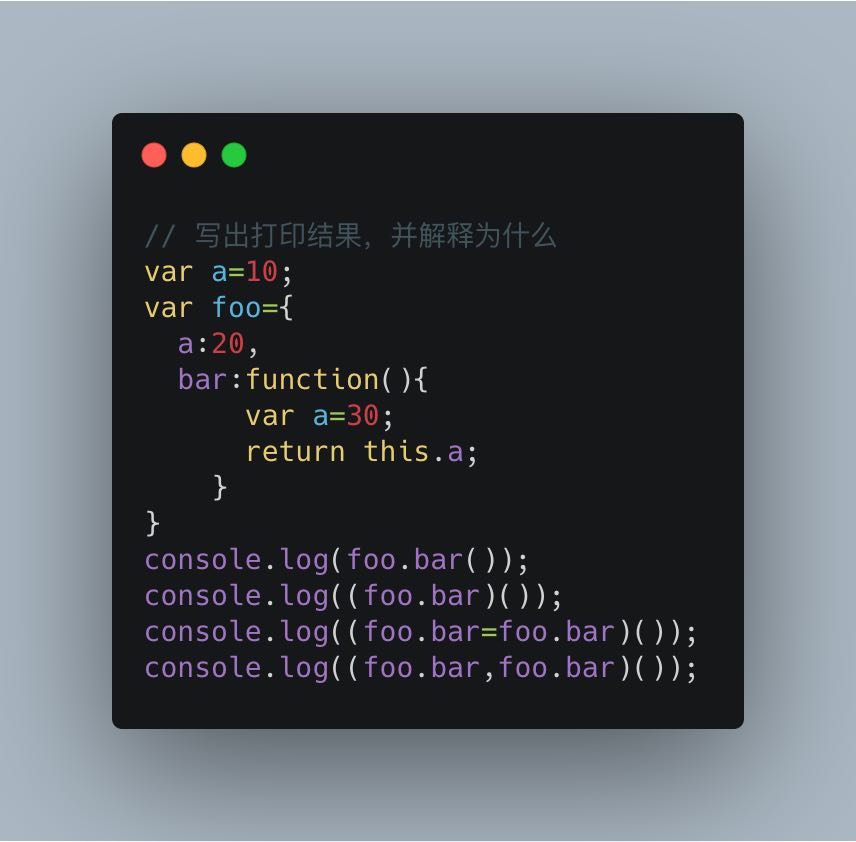 // 写出打印结果，并解释为什么
var a=10;
var foo={
  a:20,
  bar:function(){
      var a=30;
      return this.a;
    }
}
console.log(foo.bar());
console.log((foo.bar)());
console.log((foo.bar=foo.bar)());
console.log((foo.bar,foo.bar)());